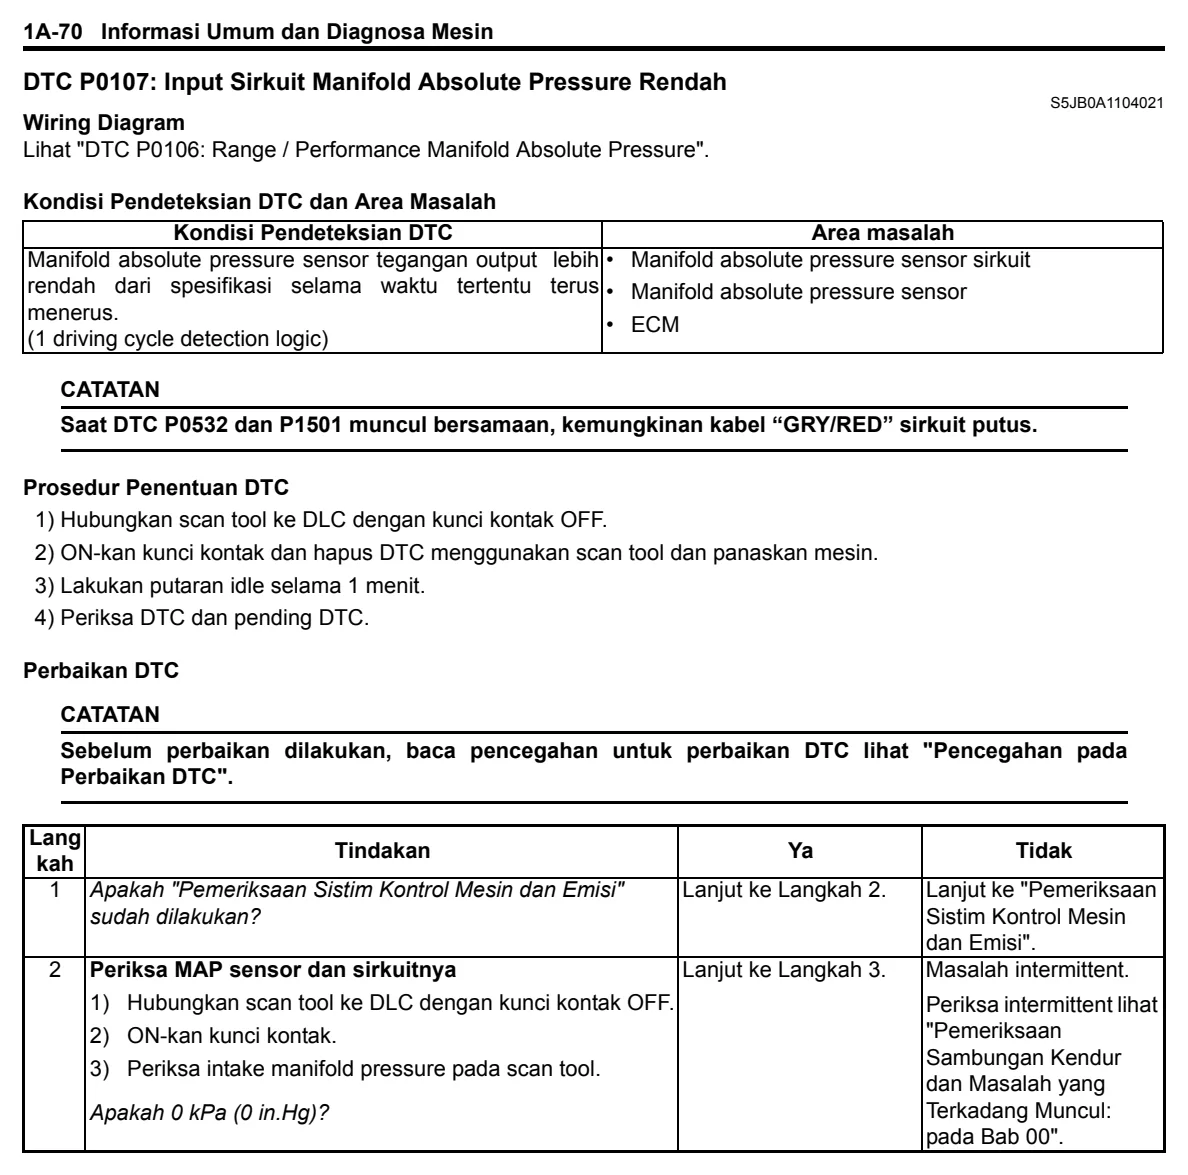 1A-70 Informasi Umum dan Diagnosa Mesin
DTC P0107: Input Sirkuit Manifold Absolute Pressure Rendah
S5JB0A1104021
Wiring Diagram
Lihat "DTC P0106: Range / Performance Manifold Absolute Pressure".
Kondisi Pendeteksian DTC dan Area Masalah
Kondisi Pendeteksian DTC
Area masalah
Manifold absolute pressure sensor tegangan output lebih
rendah dari spesifikasi selama waktu tertentu terus
menerus.
(1 driving cycle detection logic)
• Manifold absolute pressure sensor sirkuit
• Manifold absolute pressure sensor
• ECM
CATATAN
Saat DTC P0532 dan P1501 muncul bersamaan, kemungkinan kabel “GRY/RED” sirkuit putus.
Prosedur Penentuan DTC
1) Hubungkan scan tool ke DLC dengan kunci kontak OFF.
2) ON-kan kunci kontak dan hapus DTC menggunakan scan tool dan panaskan mesin.
3) Lakukan putaran idle selama 1 menit.
4) Periksa DTC dan pending DTC.
Perbaikan DTC
CATATAN
Sebelum perbaikan dilakukan, baca pencegahan untuk perbaikan DTC lihat "Pencegahan pada
Perbaikan DTC".
Lang
kah
Tindakan
Ya
Tidak
1
Apakah "Pemeriksaan Sistim Kontrol Mesin dan Emisi"
sudah dilakukan?
Lanjut ke Langkah 2.
Lanjut ke "Pemeriksaan
Sistim Kontrol Mesin
dan Emisi".
2
Periksa MAP sensor dan sirkuitnya
1) Hubungkan scan tool ke DLC dengan kunci kontak OFF.
2) ON-kan kunci kontak.
3) Periksa intake manifold pressure pada scan tool.
Apakah 0 kPa (0 in.Hg)?
Lanjut ke Langkah 3.
Masalah intermittent.
Periksa intermittent lihat
"Pemeriksaan
Sambungan Kendur
dan Masalah yang
Terkadang Muncul:
pada Bab 00".